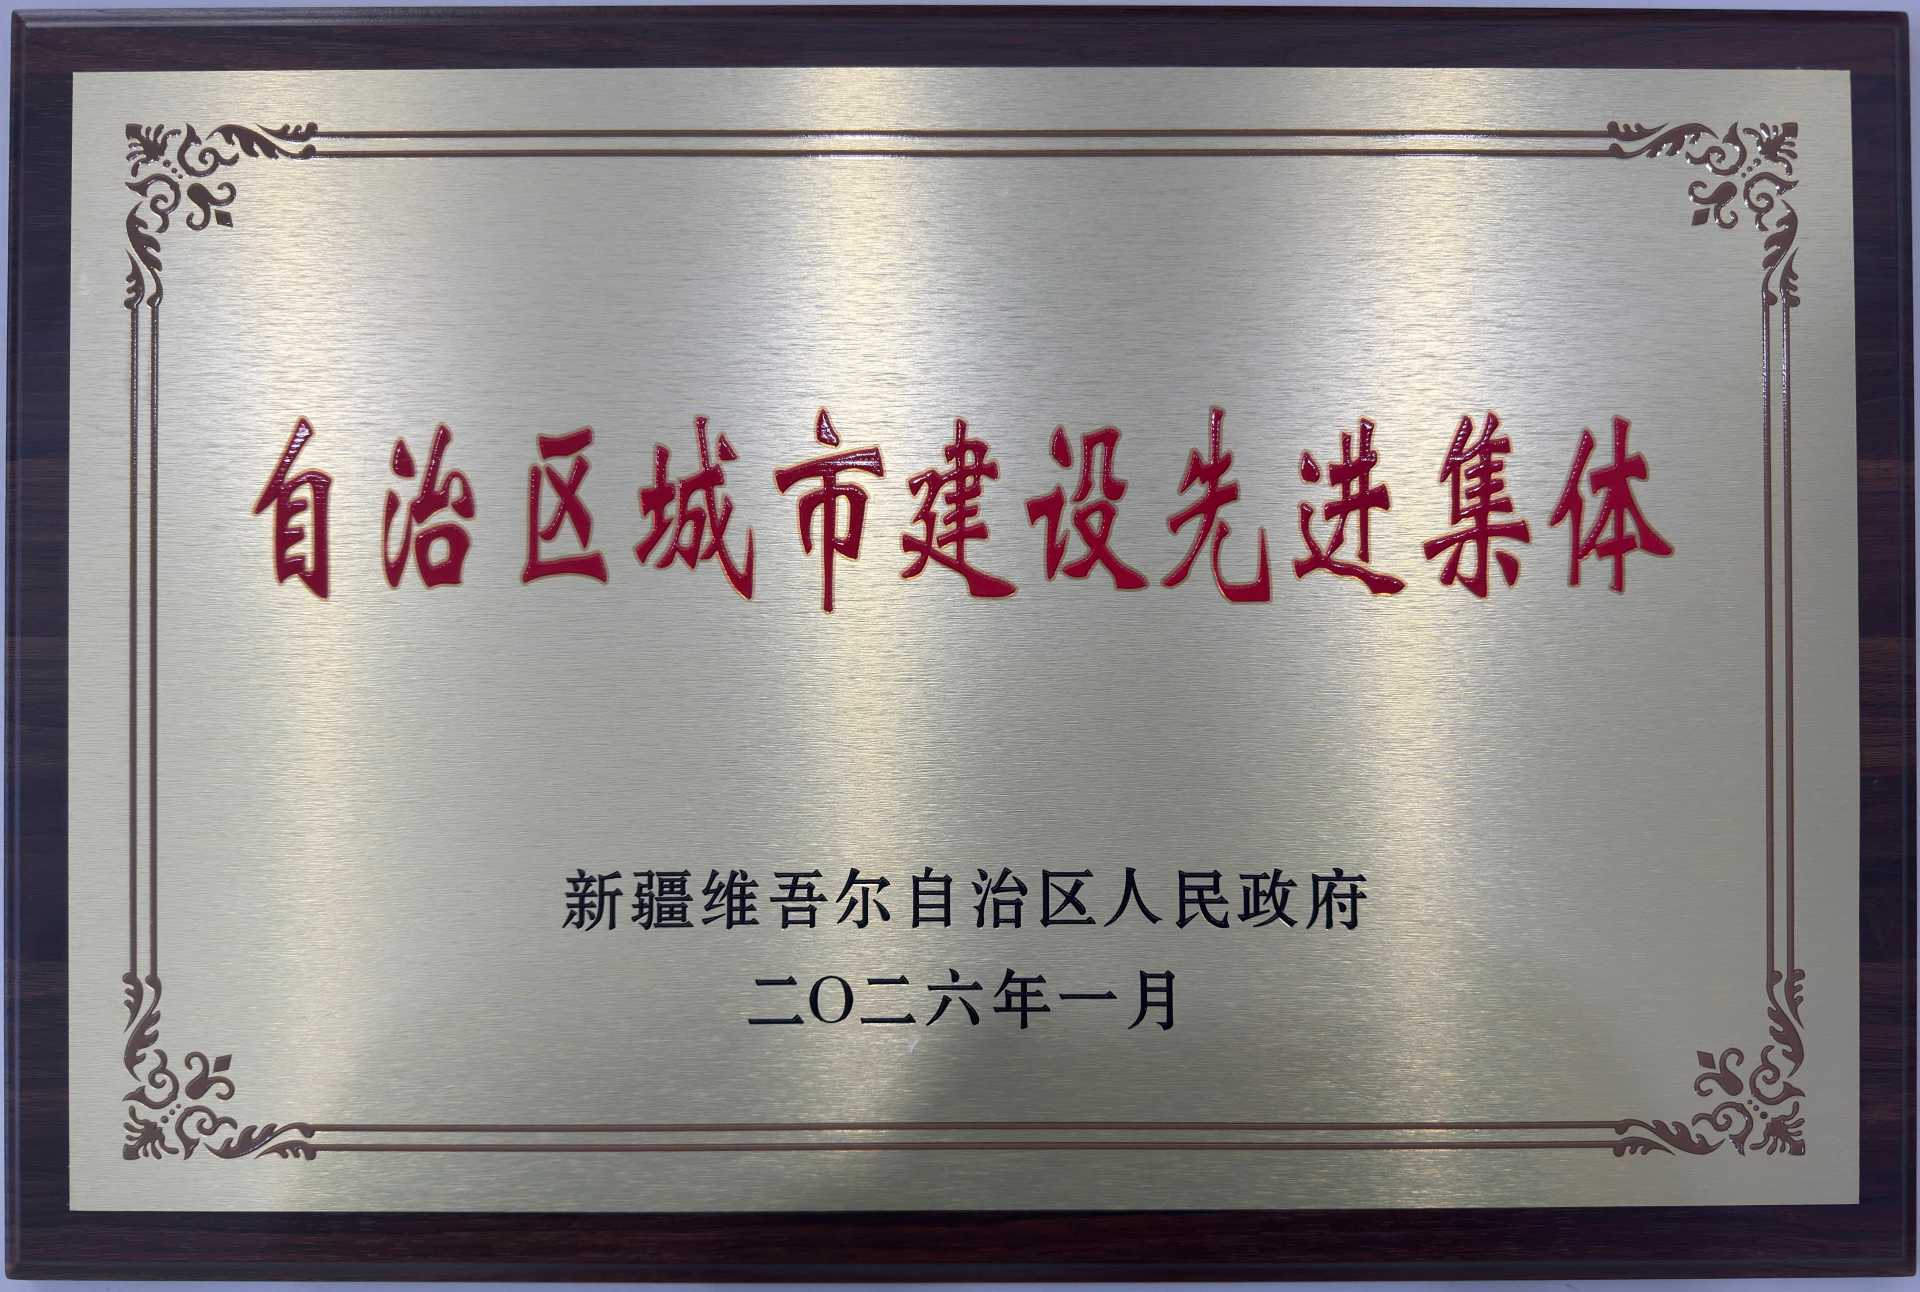 自治区城市建设先进集体
新疆维吾尔自治区人民政府
二〇二六年一月